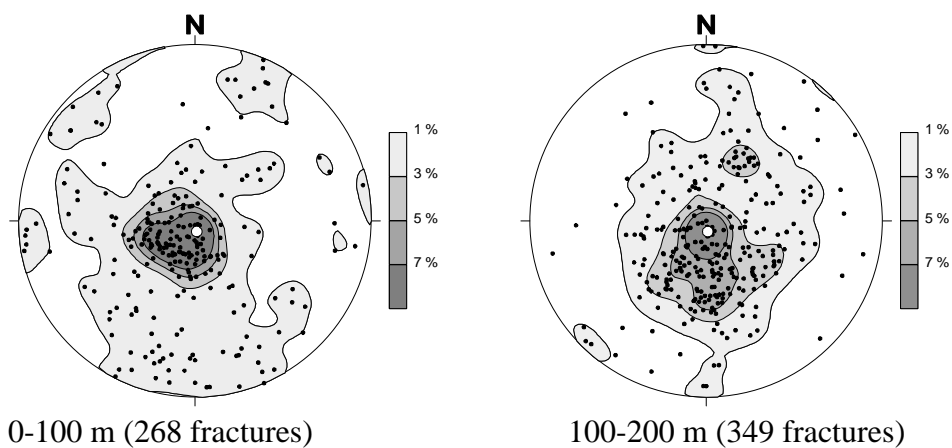 N
1 %
3 %
5 %
7 %
0-100 m (268 fractures)
N
1 %
3 %
5 %
7 %
100-200 m (349 fractures)